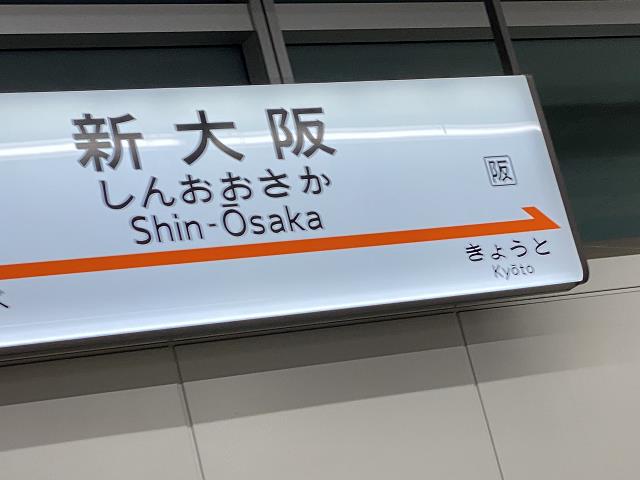 新大阪
しんおおさか
Shin-Ōsaka
阪
きょうと
Kyōto